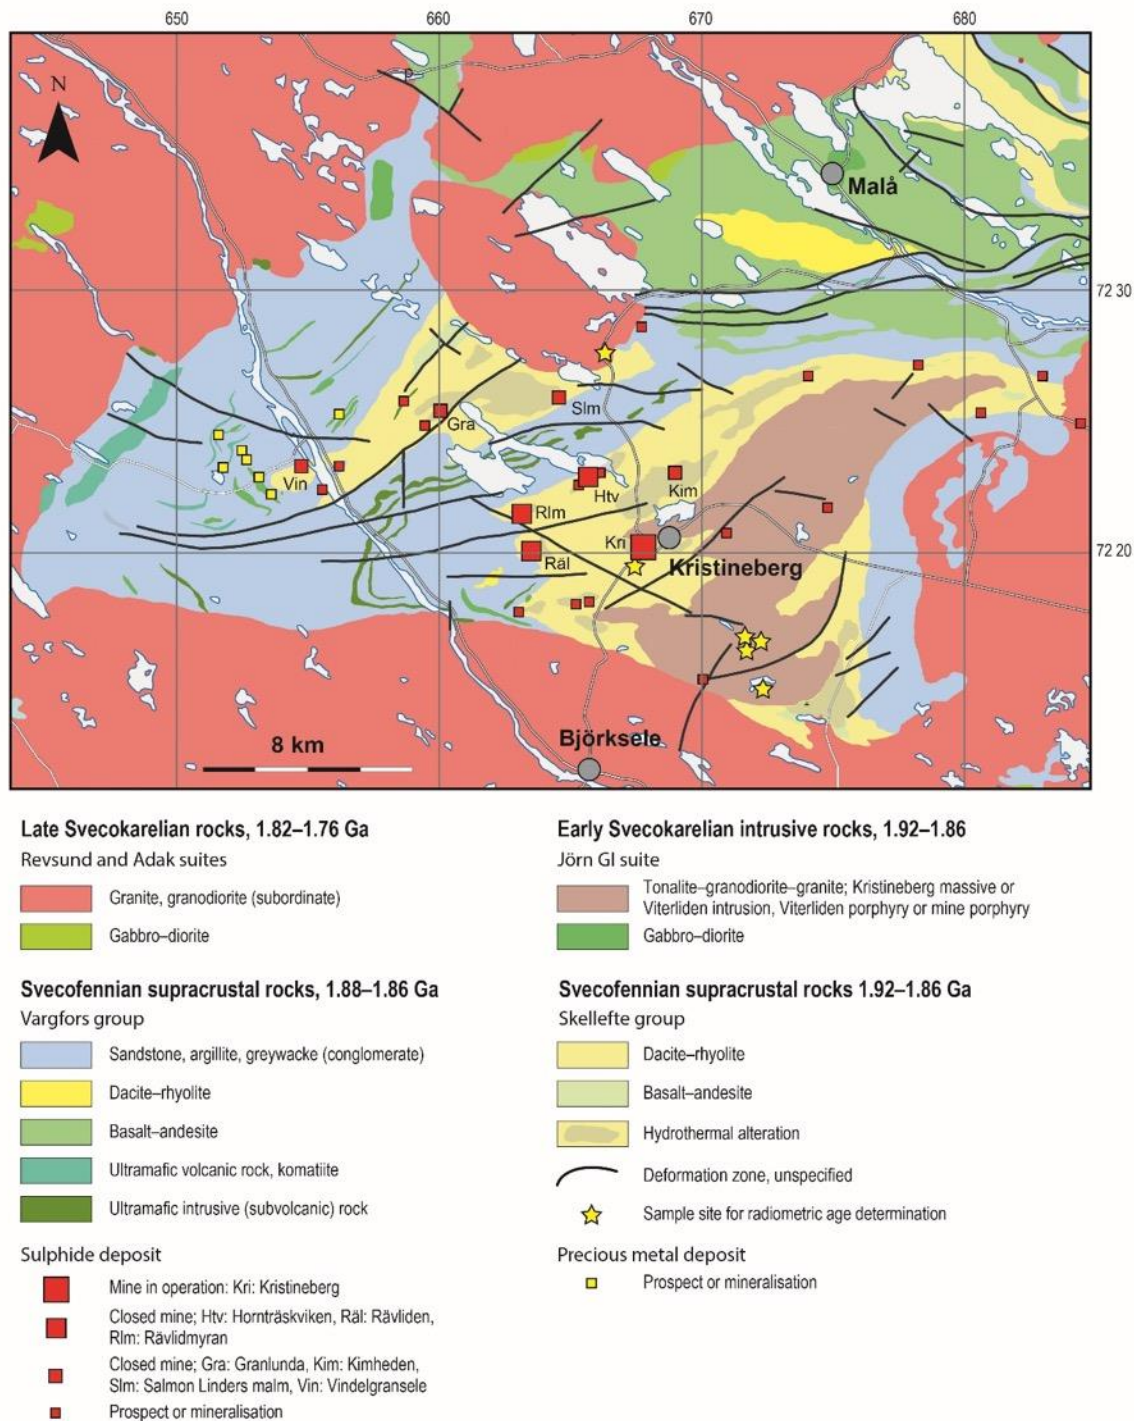 650 660 670 680
N
Malå
72 30
Slm
Gra
Vin
Htv
Kim
Rlm
Kri
Räl
Kristineberg
72 20
Björksele
8 km
Late Svecokarelian rocks, 1.82–1.76 Ga
Revsund and Adak suites
Granite, granodiorite (subordinate)
Gabbro–diorite
Svecofennian supracrustal rocks, 1.88–1.86 Ga
Vargfors group
Sandstone, argillite, greywacke (conglomerate)
Dacite–rhyolite
Basalt–andesite
Ultramafic volcanic rock, komatiite
Ultramafic intrusive (subvolcanic) rock
Sulphide deposit
Mine in operation: Kri: Kristineberg
Closed mine; Htv: Hornträskviken, Räl: Rävliden,
Rlm: Rävlidmyran
Closed mine; Gra: Granlunda, Kim: Kimheden,
Slm: Salmon Linders malm, Vin: Vindelgransele
Prospect or mineralisation
Early Svecokarelian intrusive rocks, 1.92–1.86
Jörn GI suite
Tonalite–granodiorite–granite; Kristineberg massive or
Viterliden intrusion, Viterliden porphyry or mine porphyry
Gabbro–diorite
Svecofennian supracrustal rocks 1.92–1.86 Ga
Skellefte group
Dacite–rhyolite
Basalt–andesite
Hydrothermal alteration
Deformation zone, unspecified
Sample site for radiometric age determination
Precious metal deposit
Prospect or mineralisation